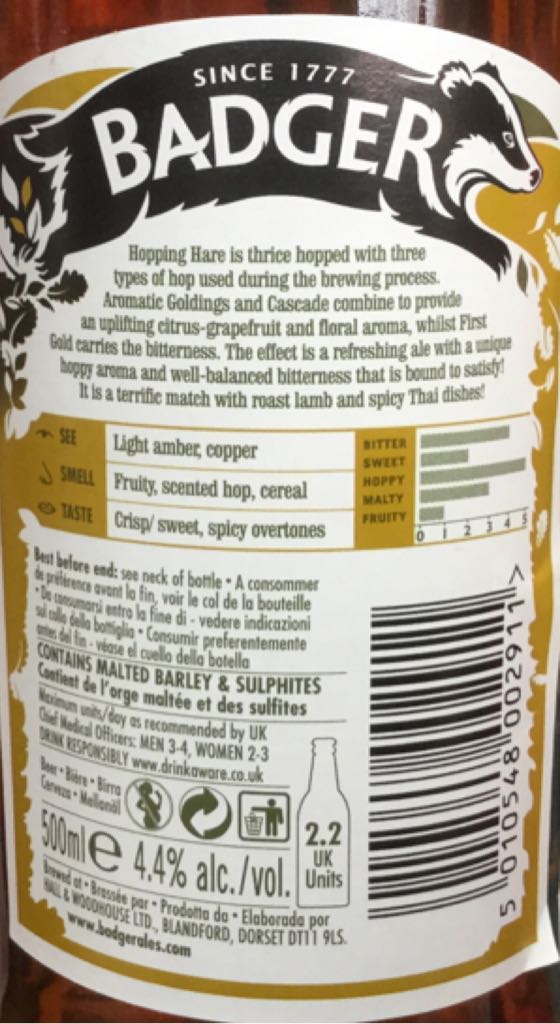 SINCE 1777
BADGER
Hopping Hare is thrice hopped with three
types of hop used during the brewing process.
Aromatic Goldings and Cascade combine to provide
an uplifting citrus-grapefruit and floral aroma, whilst First
Gold carries the bitterness. The effect is a refreshing ale with a unique
hoppy aroma and well-balanced bitterness that is bound to satisfy!
It is a terrific match with roast lamb and spicy Thai dishes!
SEE Light amber, copper
SMELL Fruity, scented hop, cereal
TASTE Crisp/ sweet, spicy overtones
BITTER
SWEET
HOPPY
MALTY
FRUITY
0 1 2 3 4 5
Best before end: see neck of bottle • A consommer
de préférence avant la fin, voir le col de la bouteille
• Da consumarsi entro la fine di - vedere indicazioni
sul collo della bottiglia • Consumir preferentemente
antes del fin - véase el cuello della botella
CONTAINS MALTED BARLEY & SULPHITES
Contient de l'orge maltée et des sulfites
Maximum units/day as recommended by UK
Chief Medical Officers: MEN 3-4, WOMEN 2-3
DRINK RESPONSIBLY www.drinkaware.co.uk
Beer • Bière • Birra
Cerveza • Mellanöl
500ml e 4.4% alc./vol.
2.2
UK
Units
Brewed at • Brassée par • Prodotta da • Elaborada por
HALL & WOODHOUSE LTD., BLANDFORD, DORSET DT11 9LS.
www.badgerales.com
5 010548 002911 >